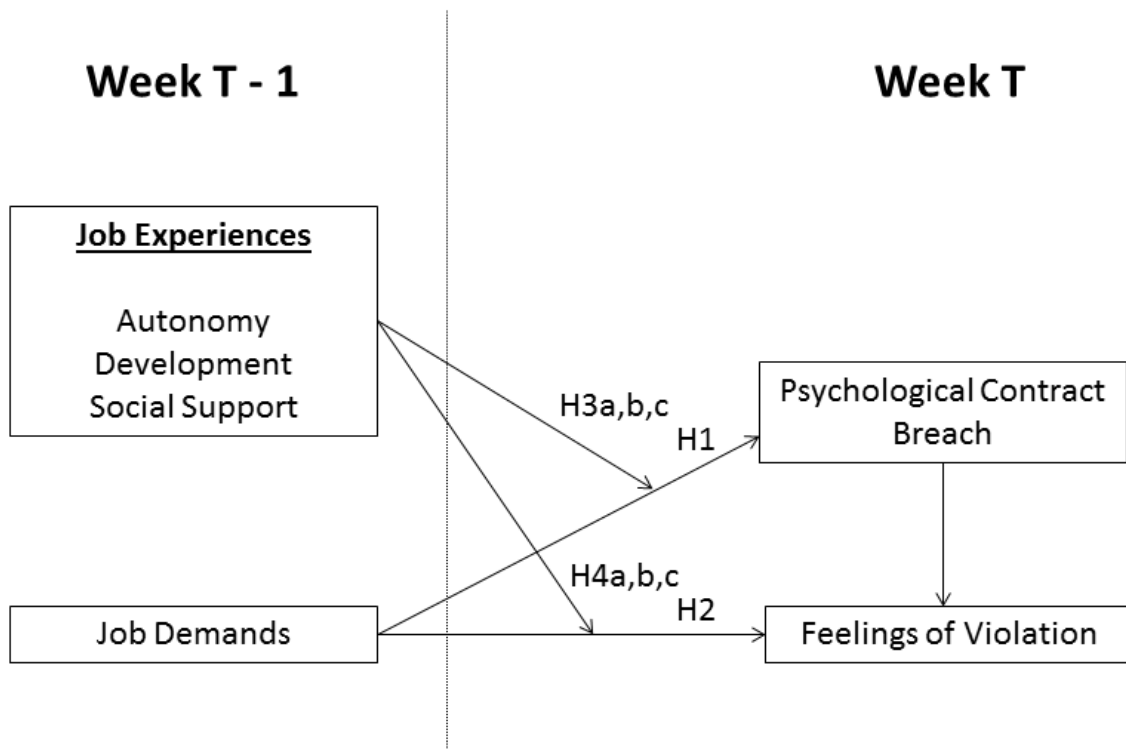 Week T - 1
Week T
Job Experiences
Autonomy
Development
Social Support
H3a,b,c
H1
Psychological Contract
Breach
H4a,b,c
H2
Job Demands
Feelings of Violation